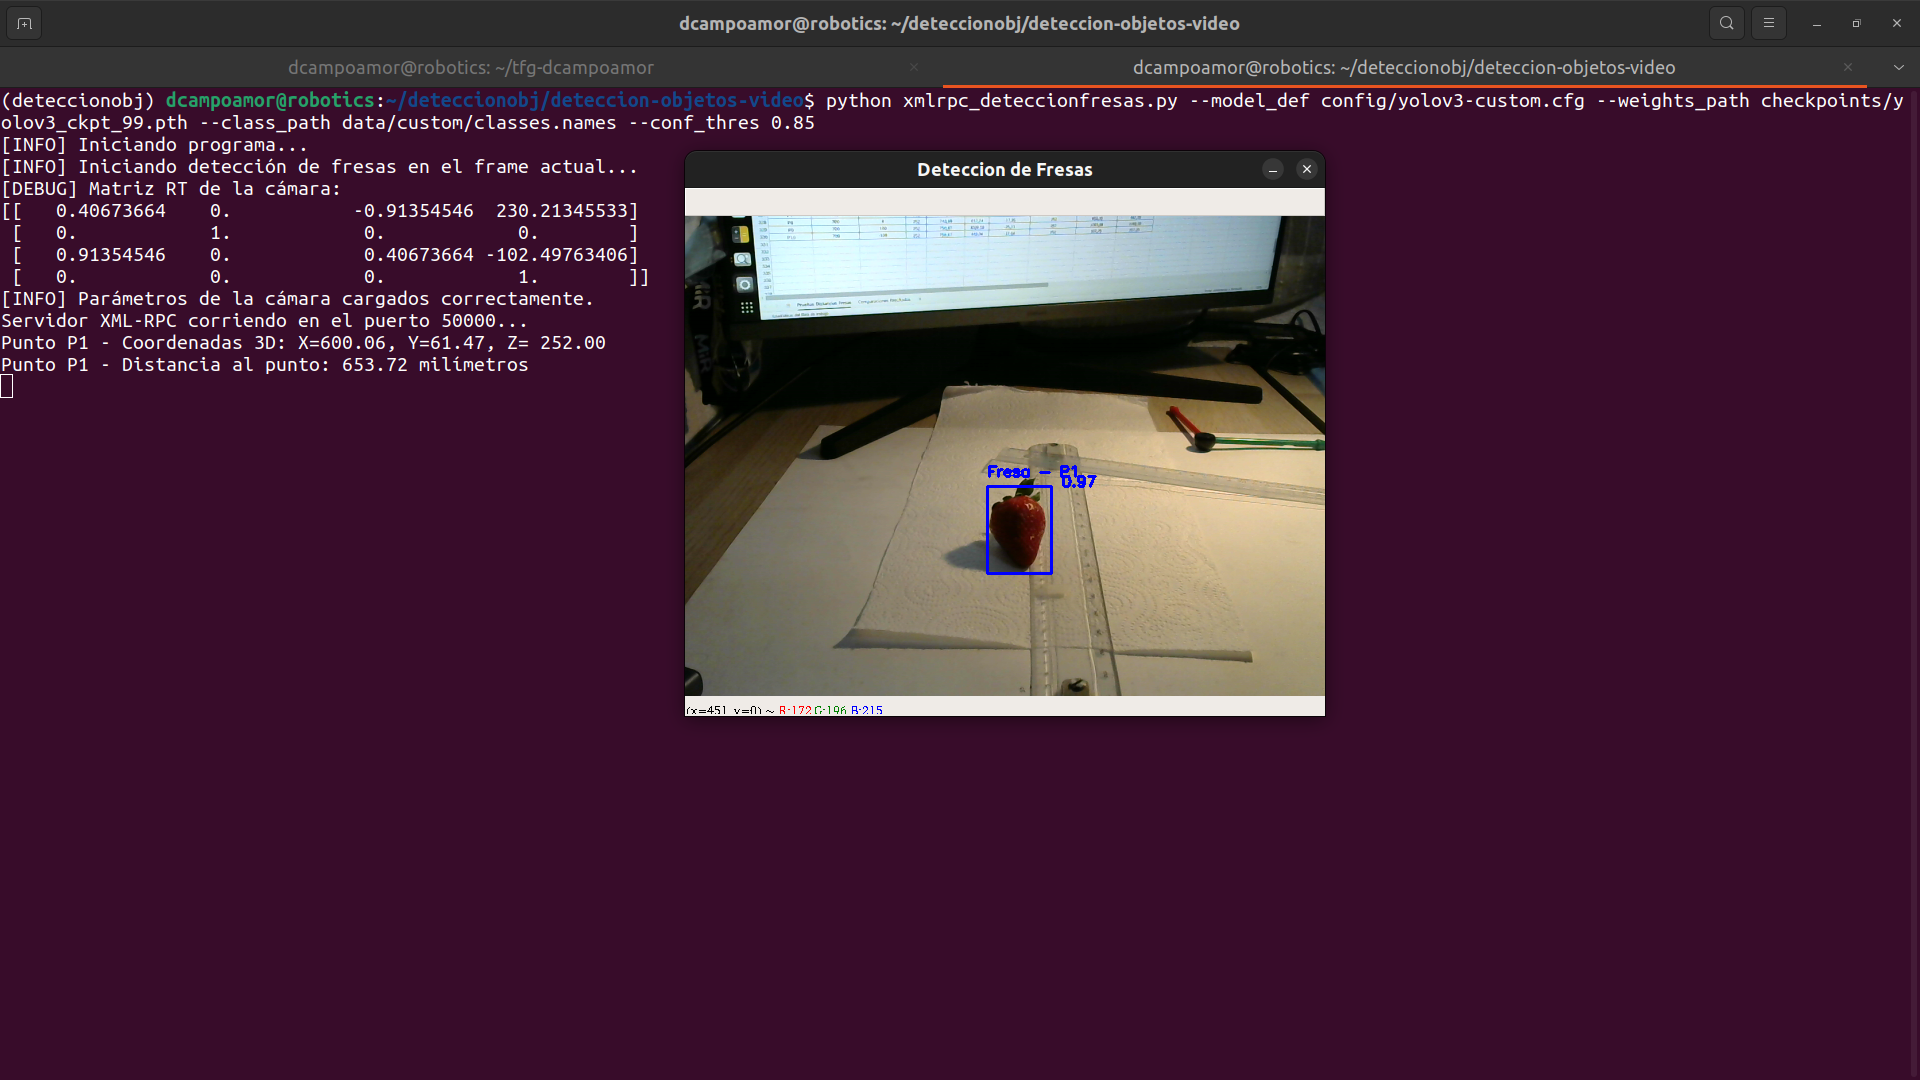 dcampoamor@robotics: ~/deteccionobj/deteccion-objetos-video
dcampoamor@robotics: ~/tfg-dcampoamor
dcampoamor@robotics: ~/deteccionobj/deteccion-objetos-video
(deteccionobj) dcampoamor@robotics:~/deteccionobj/deteccion-objetos-video$ python xmlrpc_deteccionfresas.py --model_def config/yolov3-custom.cfg --weights_path checkpoints/y
olov3_ckpt_99.pth --class_path data/custom/classes.names --conf_thres 0.85
[INFO] Iniciando programa...
[INFO] Iniciando detección de fresas en el frame actual...
[DEBUG] Matriz RT de la cámara:
[[   0.40673664    0.           -0.91354546  230.21345533]
 [   0.            1.            0.            0.        ]
 [   0.91354546    0.            0.40673664 -102.49763406]
 [   0.            0.            0.            1.        ]]
[INFO] Parámetros de la cámara cargados correctamente.
Servidor XML-RPC corriendo en el puerto 50000...
Punto P1 - Coordenadas 3D: X=600.06, Y=61.47, Z= 252.00
Punto P1 - Distancia al punto: 653.72 milímetros
Deteccion de Fresas
MiR
Fresa - P1
0.97
(x=451, y=0) ~ R:172 G:196 B:215